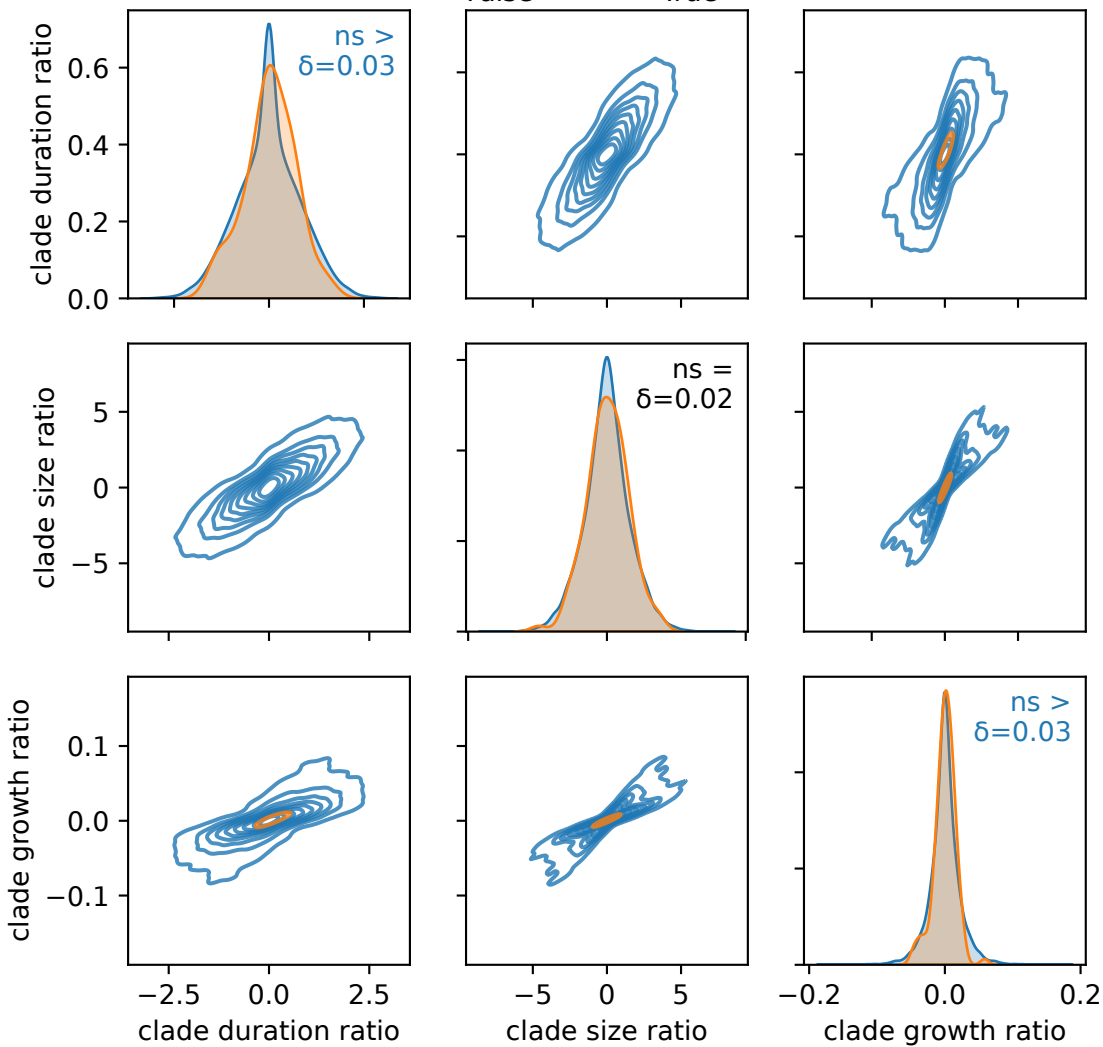 clade duration ratio
0.6
0.4
0.2
0.0
ns >
δ=0.03
clade size ratio
5
0
−5
ns =
δ=0.02
clade growth ratio
0.1
0.0
−0.1
ns >
δ=0.03
−2.5
0.0
2.5
−5
0
5
−0.2
0.0
0.2
clade duration ratio
clade size ratio
clade growth ratio